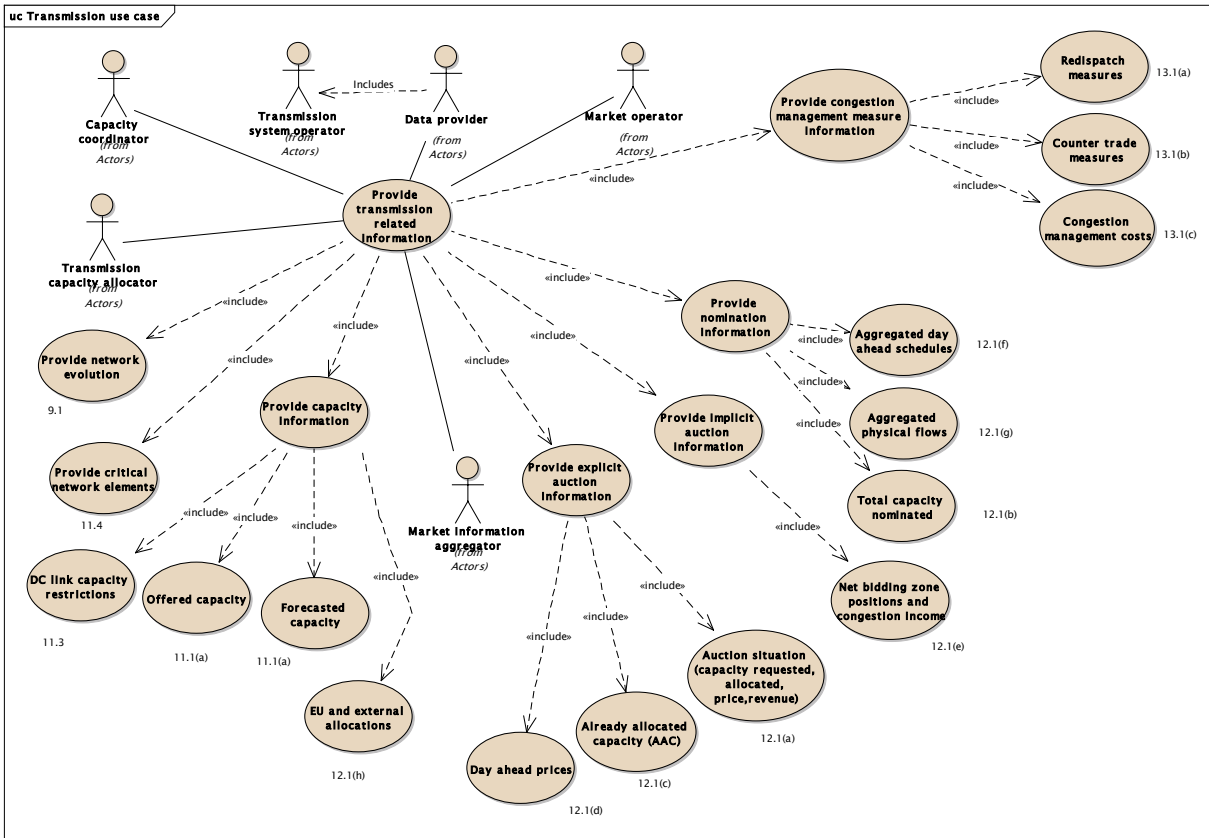 uc Transmission use case
Capacity
coordinator
(from
Actors)
Transmission
system operator
(from
Actors)
Includes
Data provider
(from
Actors)
Market operator
(from
Actors)
Provide congestion
management measure
information
«include»
Redispatch
measures
13.1(a)
«include»
Counter trade
measures
13.1(b)
«include»
Congestion
management costs
13.1(c)
«include»
Provide
transmission
related
information
Transmission
capacity allocator
(from
Actors)
«include»
Provide network
evolution
9.1
«include»
Provide critical
network elements
11.4
«include»
Provide capacity
information
«include»
DC link capacity
restrictions
11.3
«include»
Offered capacity
11.1(a)
«include»
Forecasted
capacity
11.1(a)
«include»
EU and external
allocations
12.1(h)
Market information
aggregator
(from
Actors)
«include»
Provide explicit
auction
information
«include»
Day ahead prices
12.1(d)
«include»
Already allocated
capacity (AAC)
12.1(c)
«include»
Auction situation
(capacity requested,
allocated,
price,revenue)
12.1(a)
«include»
Provide implicit
auction
information
«include»
Net bidding zone
positions and
congestion income
12.1(e)
«include»
Provide
nomination
information
«include»
Aggregated day
ahead schedules
12.1(f)
«include»
Aggregated
physical flows
12.1(g)
«include»
Total capacity
nominated
12.1(b)